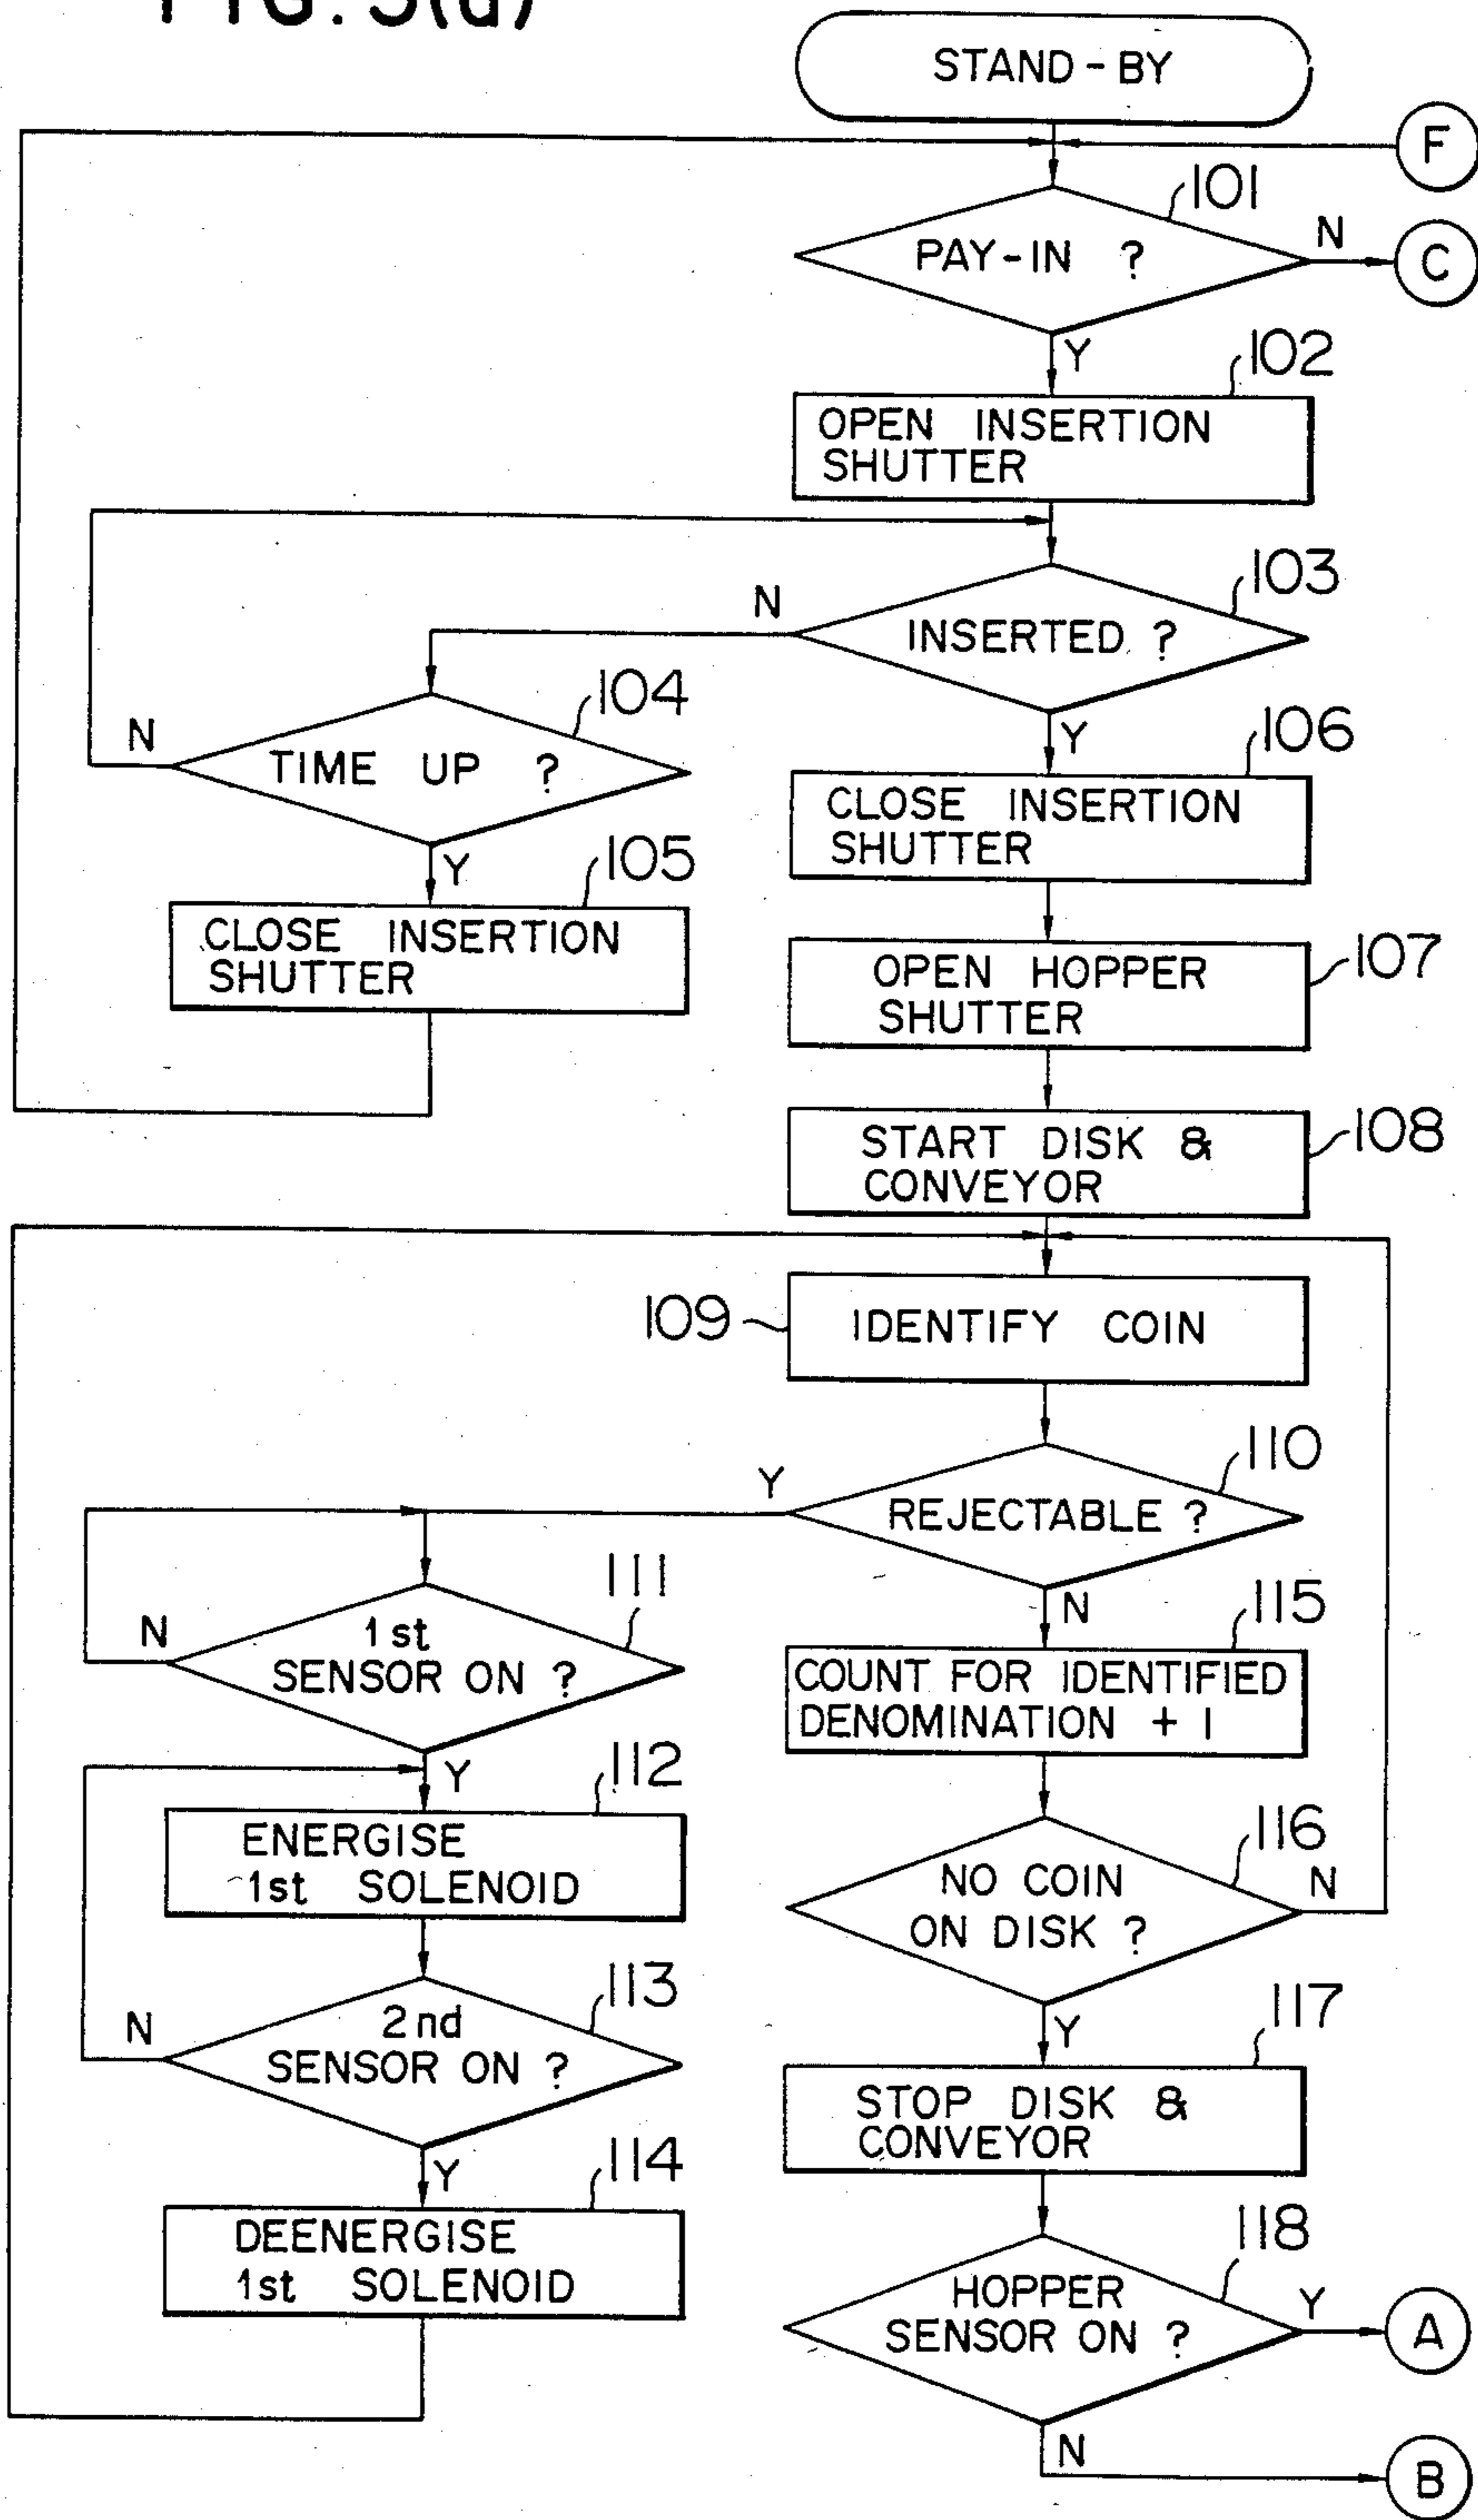 FIG. 5(a)
STAND-BY
F
101
PAY-IN ?
N
C
Y
102
OPEN INSERTION
SHUTTER
103
N
INSERTED ?
104
Y
106
N
TIME UP ?
CLOSE INSERTION
SHUTTER
Y
105
CLOSE INSERTION
SHUTTER
OPEN HOPPER
SHUTTER
107
START DISK &
CONVEYOR
108
109
IDENTIFY COIN
110
Y
REJECTABLE ?
111
N
115
N
1st
SENSOR ON ?
COUNT FOR IDENTIFIED
DENOMINATION + 1
Y
112
ENERGISE
1st SOLENOID
116
NO COIN
ON DISK ?
N
113
N
2nd
SENSOR ON ?
Y
117
STOP DISK &
CONVEYOR
Y
114
DEENERGISE
1st SOLENOID
118
HOPPER
SENSOR ON ?
Y
A
N
B